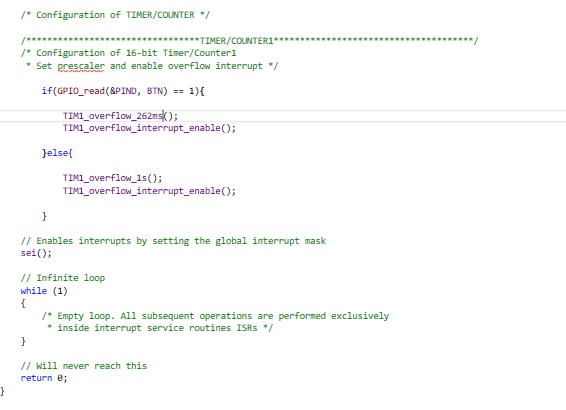 /* Configuration of TIMER/COUNTER */
/*********************************TIMER/COUNTER1**************************************/
/* Configuration of 16-bit Timer/Counter1
* Set prescaler and enable overflow interrupt */
if(GPIO_read(&PIND, BTN) == 1){
TIM1_overflow_262ms();
TIM1_overflow_interrupt_enable();
}else{
TIM1_overflow_1s();
TIM1_overflow_interrupt_enable();
}
// Enables interrupts by setting the global interrupt mask
sei();
// Infinite loop
while (1)
{
/* Empty loop. All subsequent operations are performed exclusively
* inside interrupt service routines ISRs */
}
// Will never reach this
return 0;
}